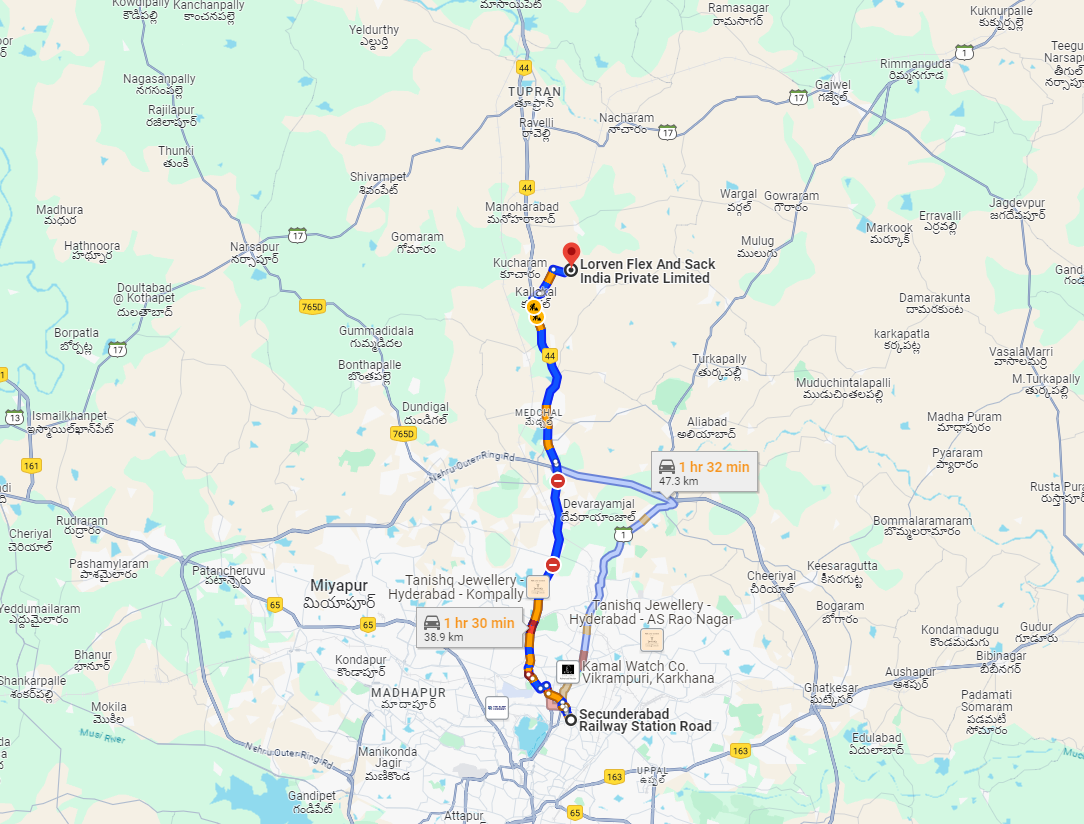 Kowdipally
కౌడిపల్లి
Kanchanpally
కాంచనపల్లె
మాసాయిపేట్
Ramasagar
రామసాగర్
Kuknurpalle
కుక్నూర్పల్లె
Yeldurthy
ఎల్దుర్తి
44
1
Rimmanguda
రిమ్మనగూడ
Nagasanpally
నగసంపల్లె
TUPRAN
తూప్రాన్
Gajwel
గజ్వేల్
17
Rajilapur
రజిలాపూర్
Ravelli
రావెల్లి
Nacharam
నాచారం
17
Thunki
తుంకి
Shivampet
శివంపేట్
44
Wargal
వర్గల్
Gowraram
గౌరారం
Jagdevpur
జగదేవపూర్
Madhura
మధుర
Manoharabad
మనోహరాబాద్
Erravalli
ఎర్రవల్లి
Markook
మర్కూక్
17
Hathnoora
హత్నూర
Narsapur
నర్సాపూర్
Gomaram
గోమారం
Mulug
ములుగు
Kucharam
కూచారం
Lorven Flex And Sack
India Private Limited
Doultabad
@ Kothapet
దులతాబాద్
765D
Damarakunta
దామరకుంట
Borpatla
బోర్పట్ల
17
Gummadidala
గుమ్మడిదల
karkapatla
కర్కపట్ల
44
Bonthapalle
బొంతపల్లె
Turkapally
తుర్కపల్లి
VasalaMarri
వాసాలమర్రి
M.Turkapally
తుర్కపల్లి
Muduchintalapalli
ముడుచింతలపల్లి
13
Ismailkhanpet
ఇస్మాయిల్‌ఖాన్‌పేట్
Dundigal
దుండిగల్
MEDCHAL
మేడ్చల్
Aliabad
అలియాబాద్
Madha Puram
మాదాపురం
765D
Pyararam
ప్యారారం
161
Nehru Outer Ring Rd
1 hr 32 min
47.3 km
Devarayamjal
దేవరాయాంజాల్
Rudraram
రుద్రారం
Cheriyal
చెరియాల్
1
Bommalaramaram
బొమ్మలరామారం
Pashamylaram
పాశమైలారం
Patancheruvu
పటాన్చెరు
Miyapur
మియాపూర్
Tanishq Jewellery -
Hyderabad - Kompally
Cheeriyal
చీరియాల్
Keesaragutta
కీసరగుట్ట
65
65
Yeddumailaram
ఎద్దుమైలారం
1 hr 30 min
38.9 km
Tanishq Jewellery -
Hyderabad - AS Rao Nagar
Bogaram
బోగారం
Kondamadugu
కొండమడుగు
Gudur
గూడూరు
Bhanur
భానూర్
Kondapur
కొండాపూర్
Kamal Watch Co.
Vikrampuri, Karkhana
Bibinagar
బీబీనగర్
Aushapur
ఔశపుర్
Shankarpalli
శంకర్‌పల్లి
MADHAPUR
మాదాపూర్
Ghatkesar
ఘట్కేసర్
Mokila
మొకిల
Secunderabad
Railway Station Road
Padamati
Somaram
పడమటి
సోమారం
Musi River
Nehru Outer Ring Rd
Manikonda
Jagir
మణికొండ
163
Edulabad
ఏదులాబాద్
163
UPPAL
ఉప్పల్
Gandipet
గండిపేట్
65
Attapur